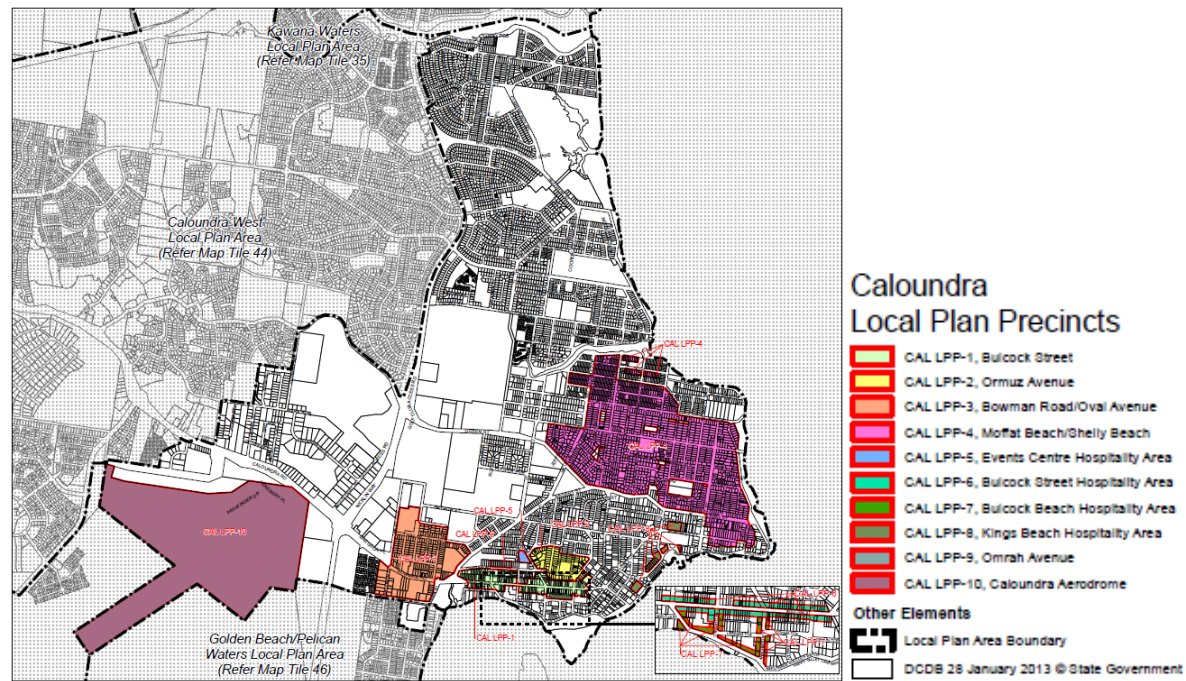 Kawana Waters
Local Plan Area
(Refer Map Tile 35)
Caloundra West
Local Plan Area
(Refer Map Tile 44)
CAL LPP-4
CALOUNDRA RD
CAL LPP-10
CAL LPP-5
CAL LPP-1
Golden Beach/Pelican
Waters Local Plan Area
(Refer Map Tile 46)
Caloundra
Local Plan Precincts
CAL LPP-1, Bulcock Street
CAL LPP-2, Ormuz Avenue
CAL LPP-3, Bowman Road/Oval Avenue
CAL LPP-4, Moffat Beach/Shelly Beach
CAL LPP-5, Events Centre Hospitality Area
CAL LPP-6, Bulcock Street Hospitality Area
CAL LPP-7, Bulcock Beach Hospitality Area
CAL LPP-8, Kings Beach Hospitality Area
CAL LPP-9, Omrah Avenue
CAL LPP-10, Caloundra Aerodrome
Other Elements
Local Plan Area Boundary
DCDB 28 January 2013 © State Government